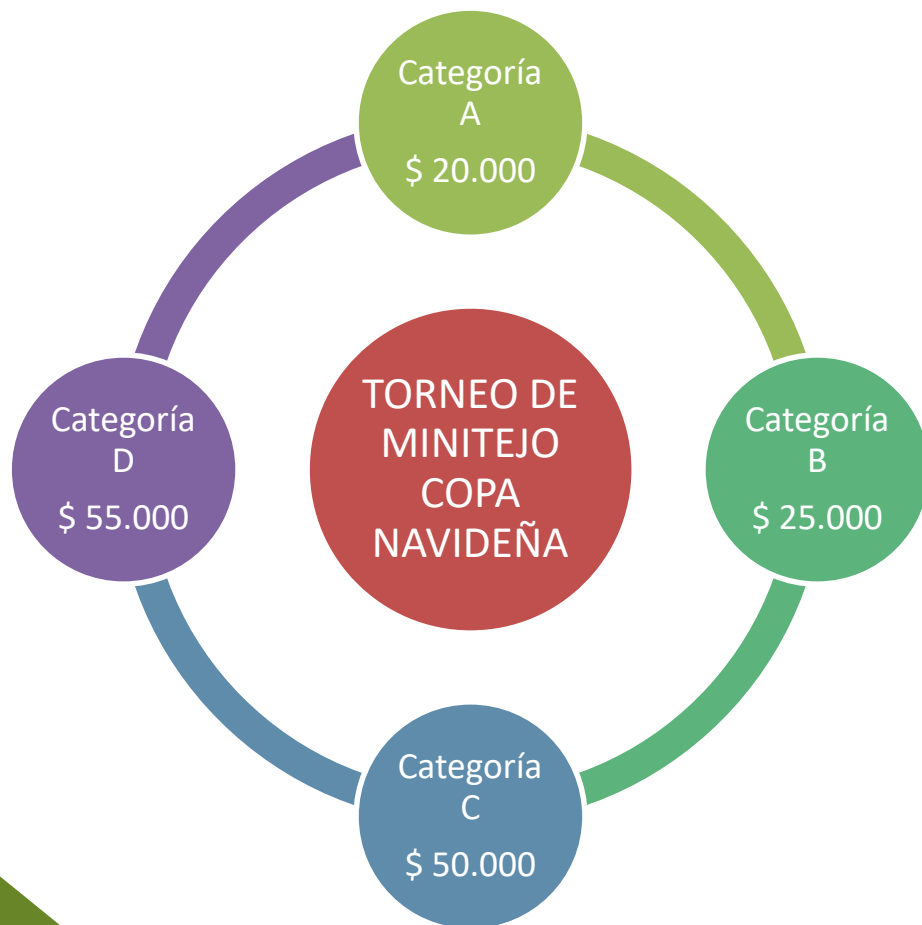 Categoría
A
$ 20.000
TORNEO DE
MINITEJO
COPA
NAVIDEÑA
Categoría
B
$ 25.000
Categoría
C
$ 50.000
Categoría
D
$ 55.000